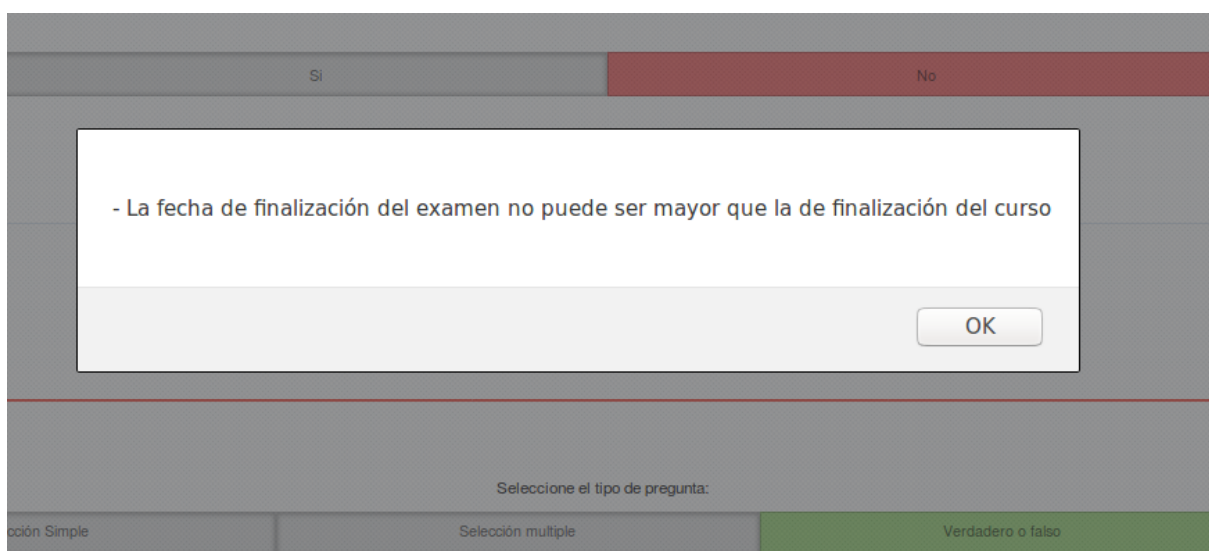 Si
No
- La fecha de finalización del examen no puede ser mayor que la de finalización del curso
OK
Seleccione el tipo de pregunta:
cción Simple
Selección multiple
Verdadero o falso